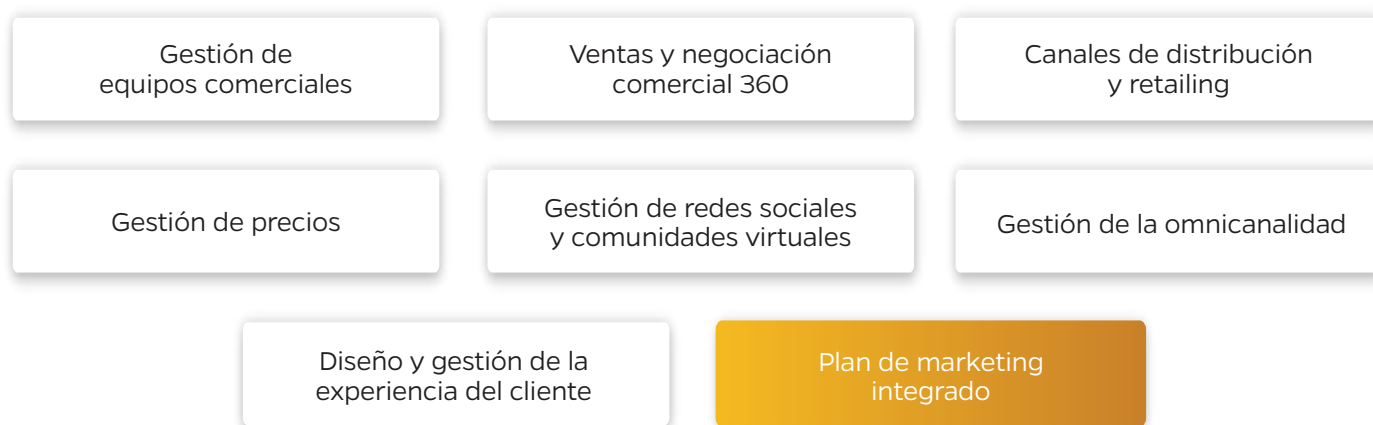 Gestión de
equipos comerciales
Ventas y negociación
comercial 360
Canales de distribución
y retailing
Gestión de precios
Gestión de redes sociales
y comunidades virtuales
Gestión de la omnicanalidad
Diseño y gestión de la
experiencia del cliente
Plan de marketing
integrado